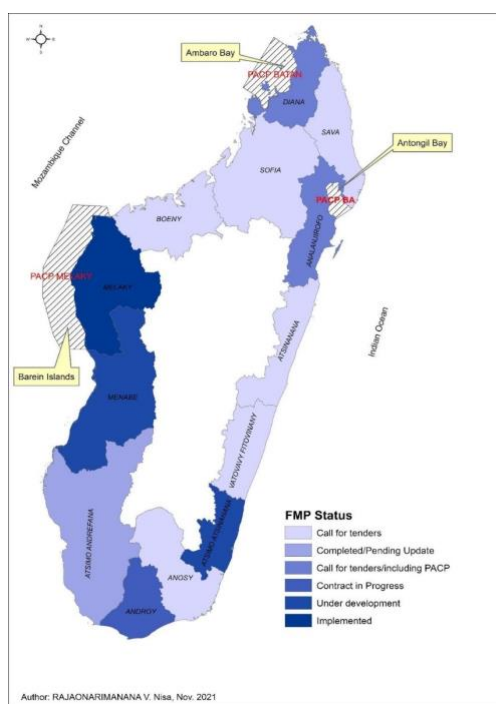 N
W
E
S
Ambaro Bay
PACP BATAN
DIANA
SAVA
Mozambique Channel
Antongil Bay
SOFIA
PACP BA
BOENY
ANALANJIROFO
PACP MELAKY
MELAKY
Indian Ocean
ATSINANANA
Barein Islands
MENABE
VATOVAVY FITOVINANY
FMP Status
Call for tenders
Completed/Pending Update
Call for tenders/including PACP
Contract in Progress
Under development
Implemented
ATSIMO ATSINANANA
ATSIMO ANDREFANA
ANOSY
ANDROY
Author: RAJAONARIMANANA V. Nisa, Nov. 2021